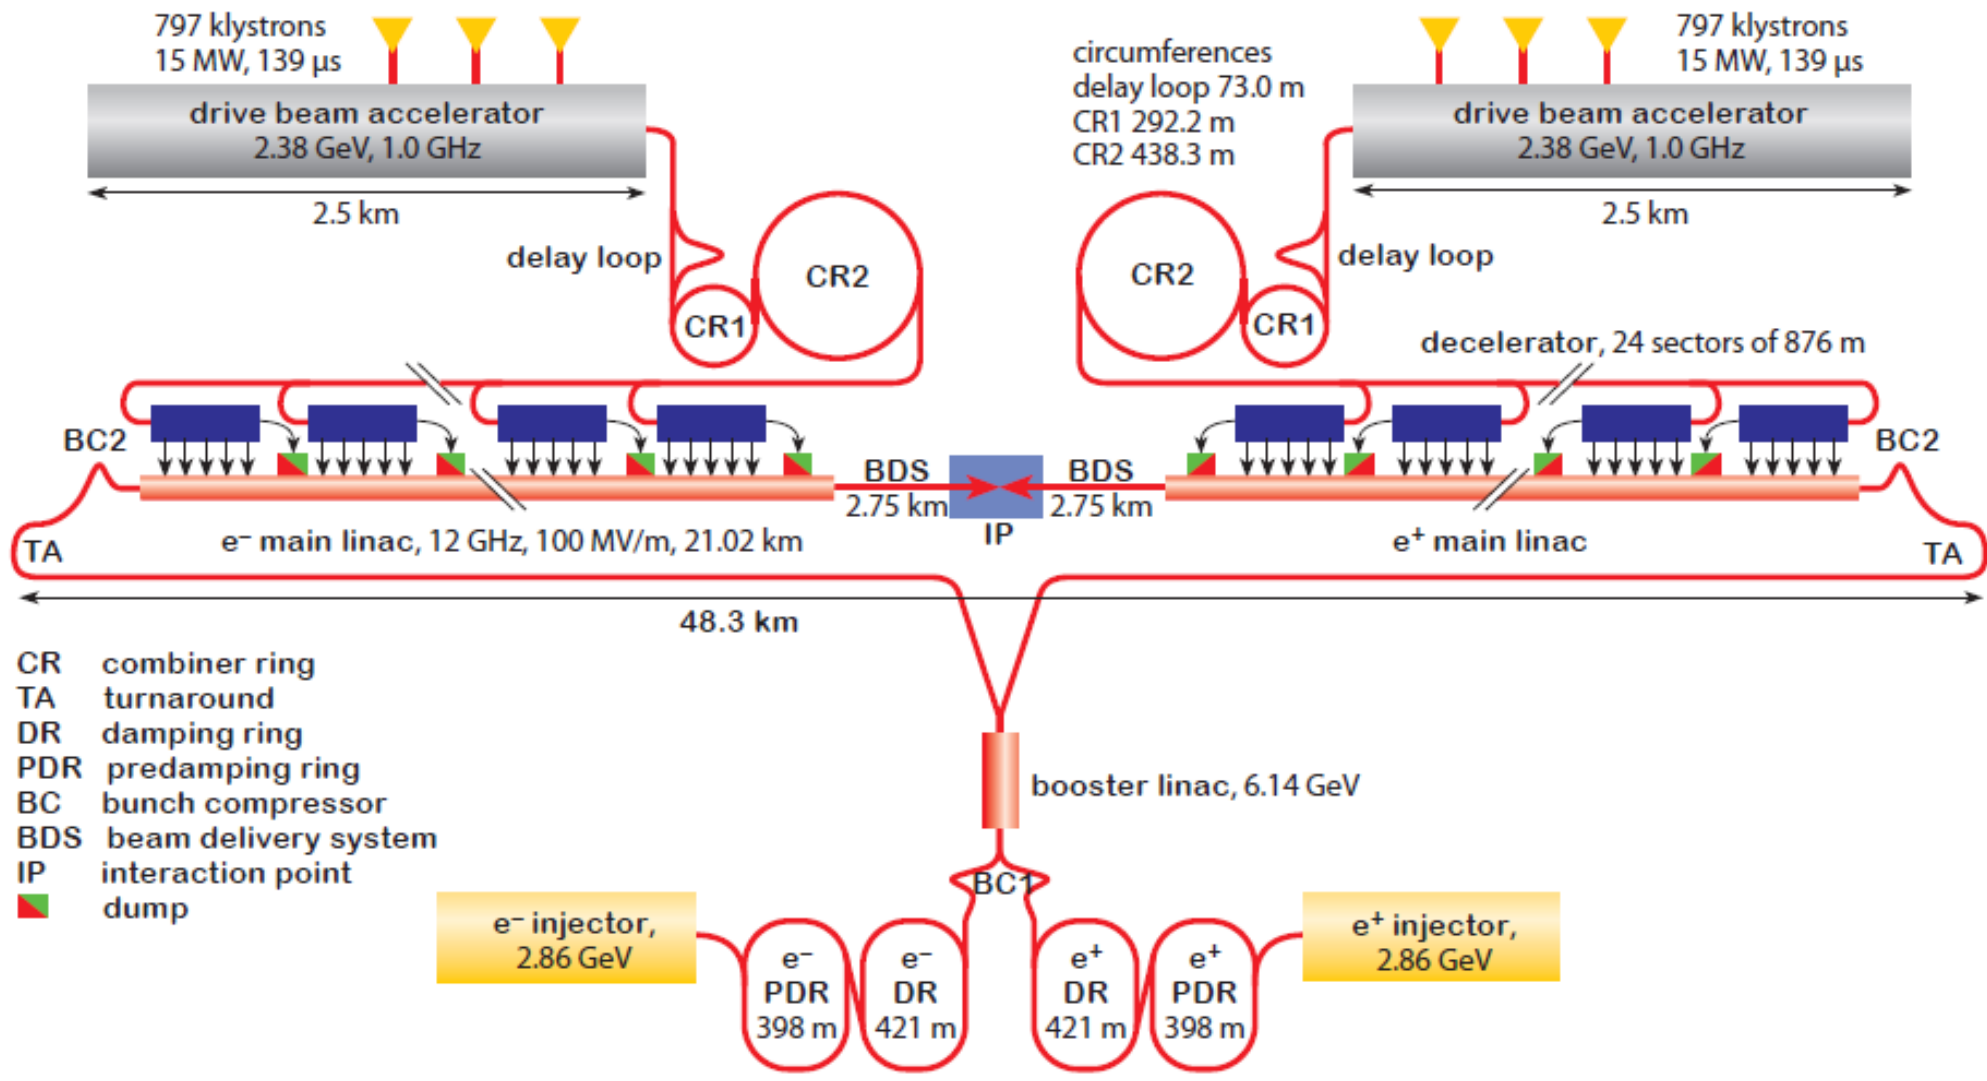 797 klystrons
15 MW, 139 μs
drive beam accelerator
2.38 GeV, 1.0 GHz
2.5 km
delay loop
CR1
CR2
circumferences
delay loop 73.0 m
CR1 292.2 m
CR2 438.3 m
797 klystrons
15 MW, 139 μs
drive beam accelerator
2.38 GeV, 1.0 GHz
2.5 km
CR2
CR1
delay loop
decelerator, 24 sectors of 876 m
BC2
BDS
2.75 km
IP
BDS
2.75 km
BC2
TA
e⁻ main linac, 12 GHz, 100 MV/m, 21.02 km
e⁺ main linac
TA
48.3 km
CR combiner ring
TA turnaround
DR damping ring
PDR predamping ring
BC bunch compressor
BDS beam delivery system
IP interaction point
dump
booster linac, 6.14 GeV
BC1
e⁻ injector,
2.86 GeV
e⁻
PDR
398 m
e⁻
DR
421 m
e⁺
DR
421 m
e⁺
PDR
398 m
e⁺ injector,
2.86 GeV